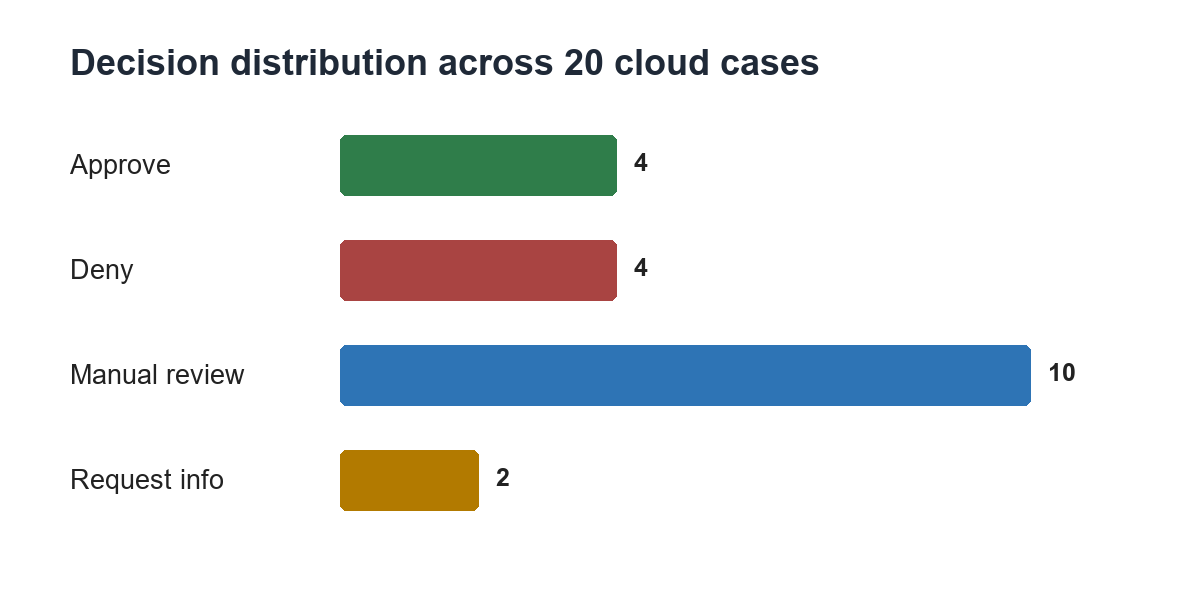 Decision distribution across 20 cloud cases
Approve 4
Deny 4
Manual review 10
Request info 2